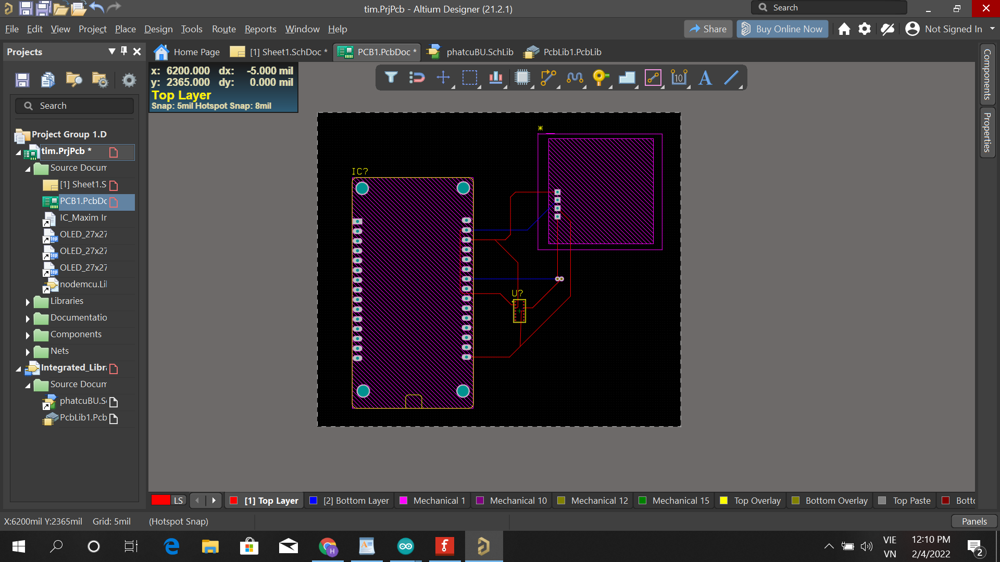 tim.PrjPcb - Altium Designer (21.2.1)
Search
File Edit View Project Place Design Tools Route Reports Window Help
Share
Buy Online Now
Not Signed In
Projects
Home Page
[1] Sheet1.SchDoc *
PCB1.PcbDoc *
phatcuBU.SchLib
PcbLib1.PcbLib
x: 6200.000 dx: -5.000 mil
y: 2365.000 dy: 0.000 mil
Top Layer
Snap: 5mil Hotspot Snap: 8mil
10
A
Components
Properties
Search
Project Group 1.D
tim.PrjPcb *
Source Docum
[1] Sheet1.S
PCB1.PcbDc
IC_Maxim Ir
OLED_27x27
OLED_27x27
OLED_27x27
nodemcu.Li
Libraries
Documentatio
Components
Nets
Integrated_Libra
Source Docum
phatcuBU.S
PcbLib1.Pcb
*
IC?
U?
LS
[1] Top Layer
[2] Bottom Layer
Mechanical 1
Mechanical 10
Mechanical 12
Mechanical 15
Top Overlay
Bottom Overlay
Top Paste
Botto
X:6200mil Y:2365mil Grid: 5mil (Hotspot Snap)
Panels
VIE
VN
12:10 PM
2/4/2022
2